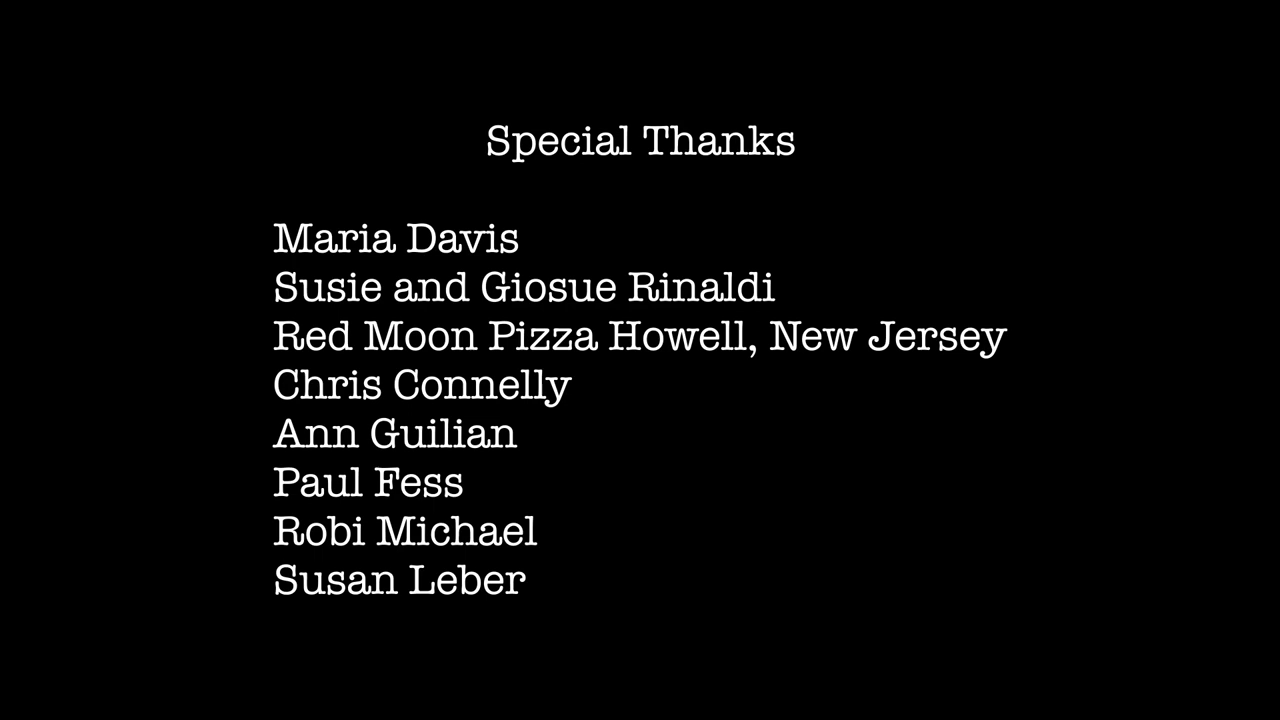 Special Thanks
Maria Davis
Susie and Giosue Rinaldi
Red Moon Pizza Howell, New Jersey
Chris Connelly
Ann Guilian
Paul Fess
Robi Michael
Susan Leber